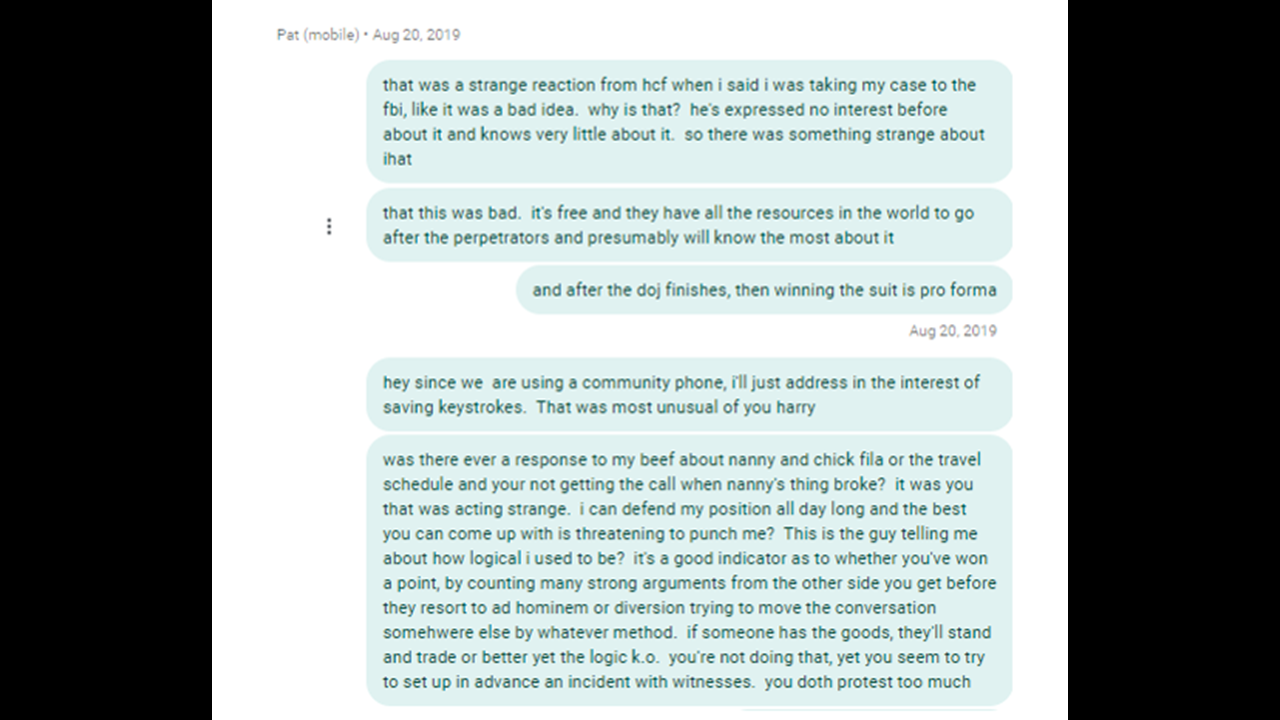 Pat (mobile) • Aug 20, 2019
that was a strange reaction from hcf when i said i was taking my case to the
fbi, like it was a bad idea.  why is that?  he's expressed no interest before
about it and knows very little about it.  so there was something strange about
ihat
that this was bad.  it's free and they have all the resources in the world to go
after the perpetrators and presumably will know the most about it
and after the doj finishes, then winning the suit is pro forma
Aug 20, 2019
hey since we  are using a community phone, i'll just address in the interest of
saving keystrokes.  That was most unusual of you harry
was there ever a response to my beef about nanny and chick fila or the travel
schedule and your not getting the call when nanny's thing broke?  it was you
that was acting strange.  i can defend my position all day long and the best
you can come up with is threatening to punch me?  This is the guy telling me
about how logical i used to be?  it's a good indicator as to whether you've won
a point, by counting many strong arguments from the other side you get before
they resort to ad hominem or diversion trying to move the conversation
somehwere else by whatever method.  if someone has the goods, they'll stand
and trade or better yet the logic k.o.  you're not doing that, yet you seem to try
to set up in advance an incident with witnesses.  you doth protest too much